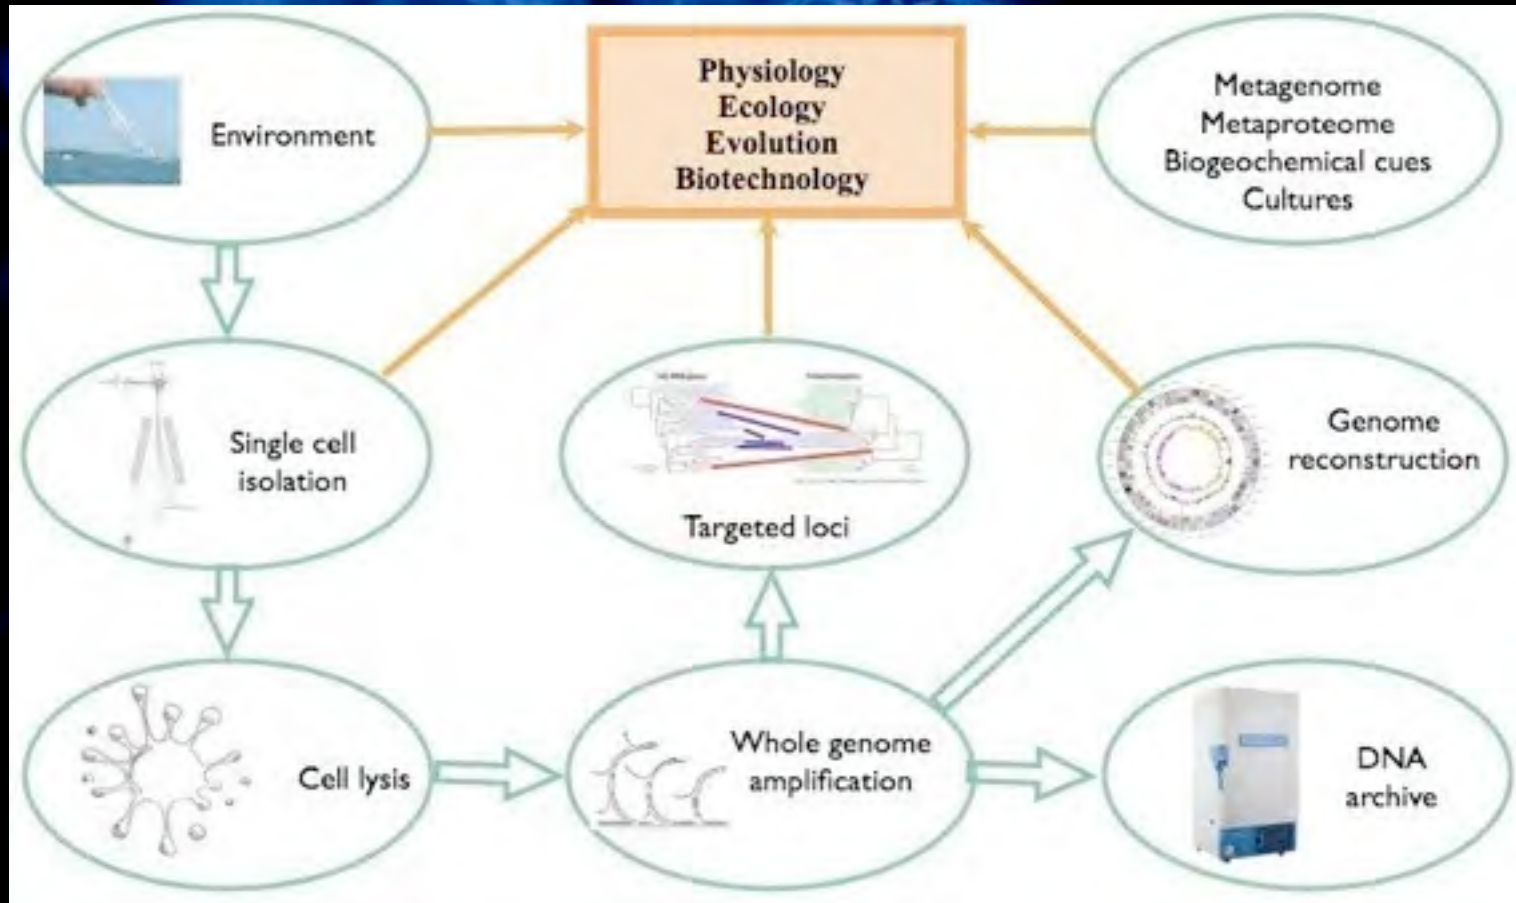 Environment
Physiology
Ecology
Evolution
Biotechnology
Metagenome
Metaproteome
Biogeochemical cues
Cultures
Single cell
isolation
Targeted loci
Genome
reconstruction
Cell lysis
Whole genome
amplification
DNA
archive